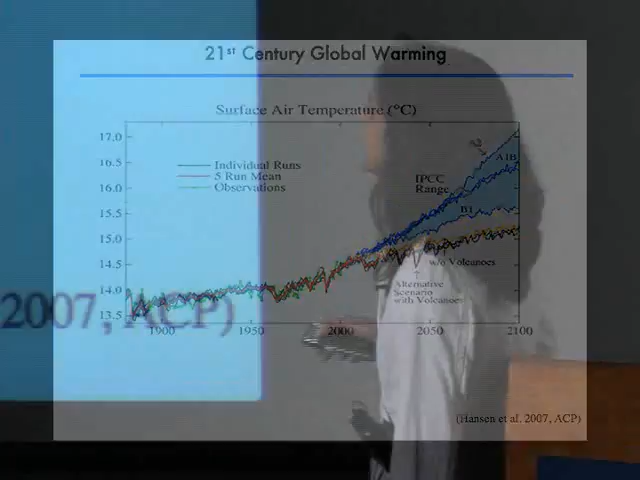 21st Century Global Warming
Surface Air Temperature (°C)
17.0
16.5
16.0
15.5
15.0
14.5
14.0
13.5
Individual Runs
5 Run Mean
Observations
A2
A1B
IPCC
Range
B1
w/o Volcanoes
Alternative
Scenario
with Volcanoes
1900
1950
2000
2050
2100
2007, ACP)
(Hansen et al. 2007, ACP)